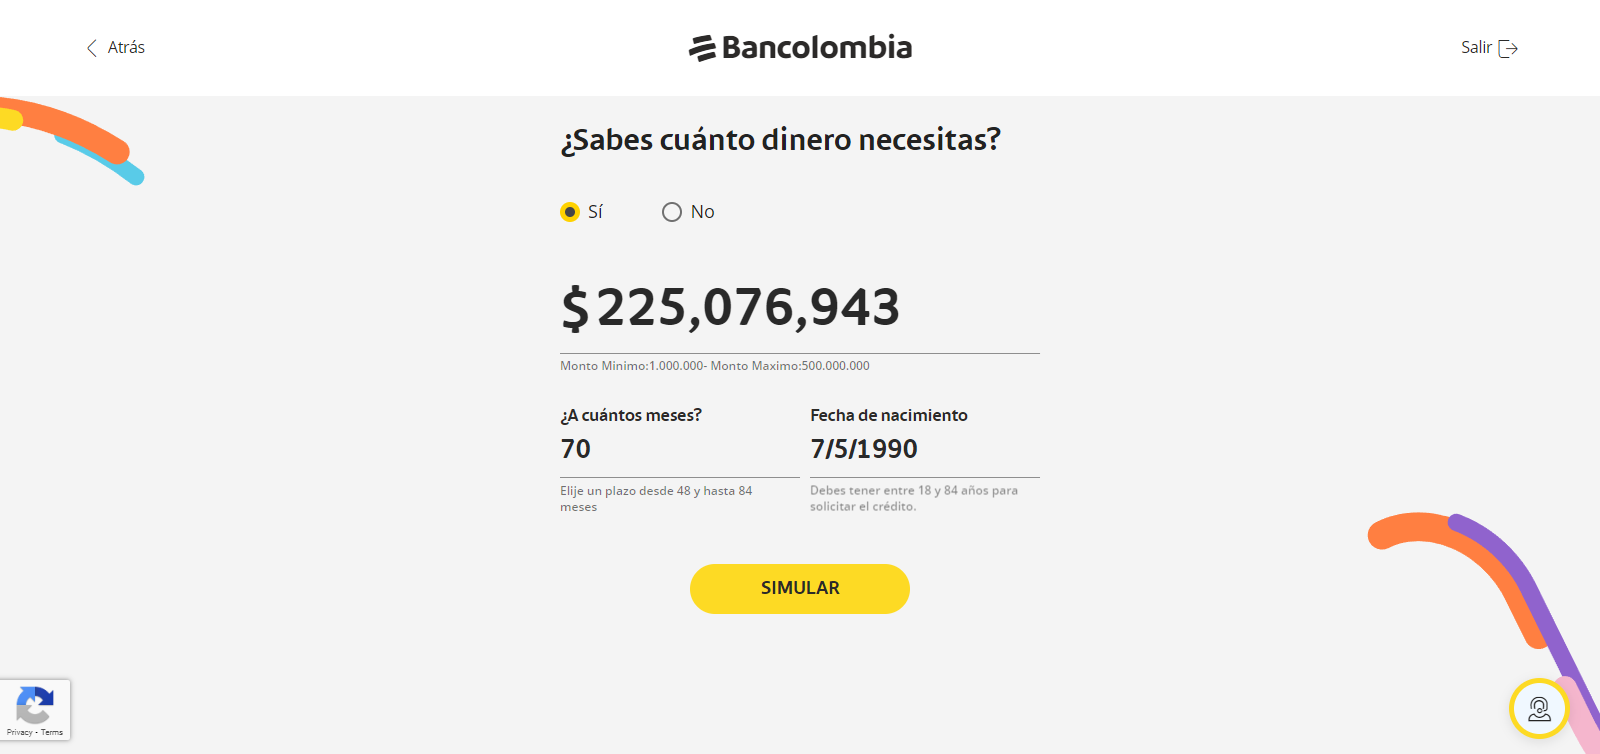 Atrás
Bancolombia
Salir
¿Sabes cuánto dinero necesitas?
Sí No
$225,076,943
Monto Minimo:1.000.000- Monto Maximo:500.000.000
¿A cuántos meses?
70
Elije un plazo desde 48 y hasta 84
meses
Fecha de nacimiento
7/5/1990
Debes tener entre 18 y 84 años para
solicitar el crédito.
SIMULAR
Privacy - Terms